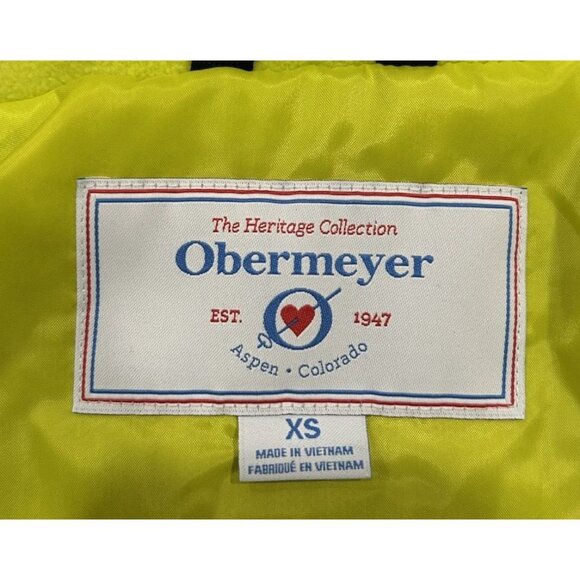 The Heritage Collection
Obermeyer
EST. 1947
Aspen • Colorado
XS
MADE IN VIETNAM
FABRIQUÉ EN VIETNAM